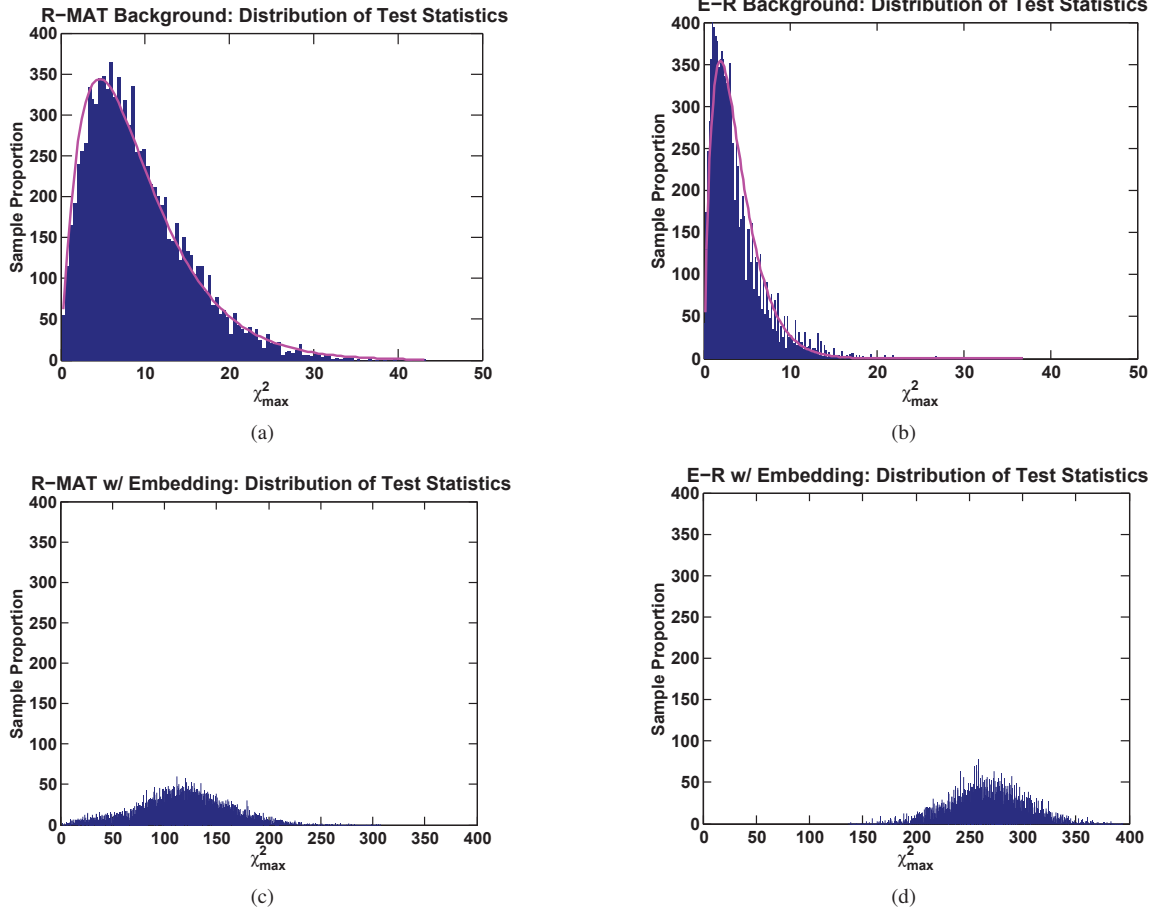 R−MAT Background: Distribution of Test Statistics
400
350
300
250
200
150
100
50
0
Sample Proportion
0 10 20 30 40 50
χ²max
(a)
E−R Background: Distribution of Test Statistics
400
350
300
250
200
150
100
50
0
Sample Proportion
0 10 20 30 40 50
χ²max
(b)
R−MAT w/ Embedding: Distribution of Test Statistics
400
350
300
250
200
150
100
50
0
Sample Proportion
0 50 100 150 200 250 300 350 400
χ²max
(c)
E−R w/ Embedding: Distribution of Test Statistics
400
350
300
250
200
150
100
50
0
Sample Proportion
0 50 100 150 200 250 300 350 400
χ²max
(d)